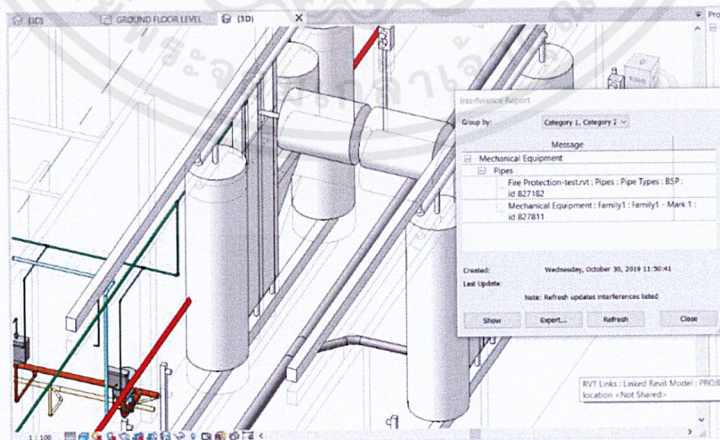 {3D}
GROUND FLOOR LEVEL
{3D}
Pro
Interference Report
Group by: Category 1, Category 2
Message
Mechanical Equipment
Pipes
Fire Protection-test.rvt : Pipes : Pipe Types : BSP :
id 827182
Mechanical Equipment : Family1 : Family1 - Mark 1 :
id 827811
Created: Wednesday, October 30, 2019 11:50:41
Last Update:
Note: Refresh updates interferences listed
Show
Export...
Refresh
Close
RVT Links : Linked Revit Model : PROJE
location <Not Shared>
1 : 100